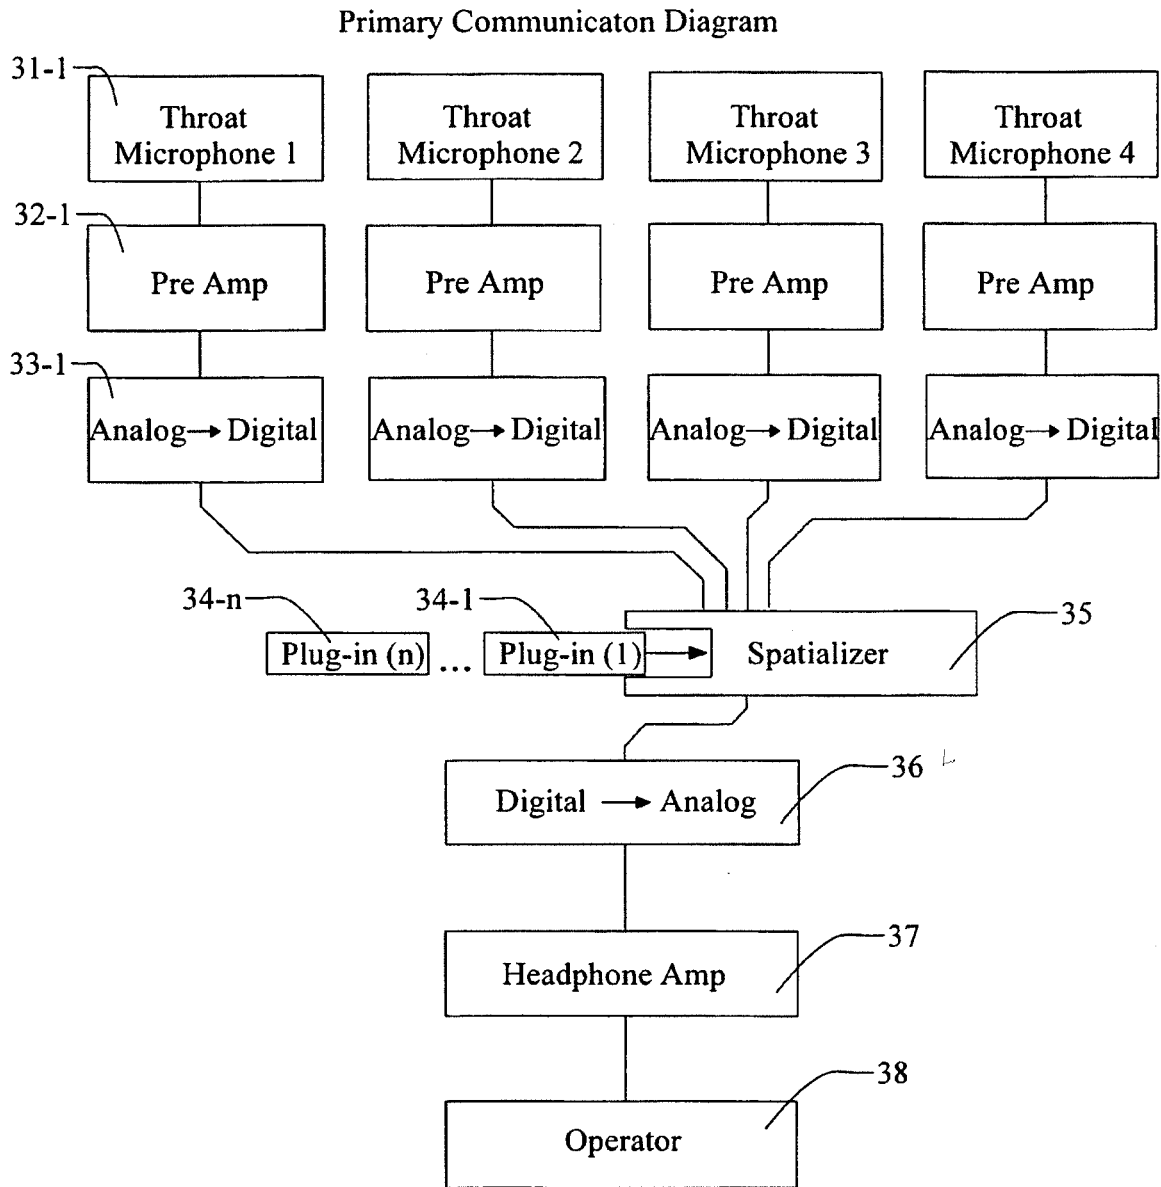 Primary Communicaton Diagram
31-1
Throat
Microphone 1
Throat
Microphone 2
Throat
Microphone 3
Throat
Microphone 4
32-1
Pre Amp
Pre Amp
Pre Amp
Pre Amp
33-1
Analog → Digital
Analog → Digital
Analog → Digital
Analog → Digital
34-n
34-1
35
Plug-in (n)
...
Plug-in (1)
Spatializer
36
Digital → Analog
37
Headphone Amp
38
Operator